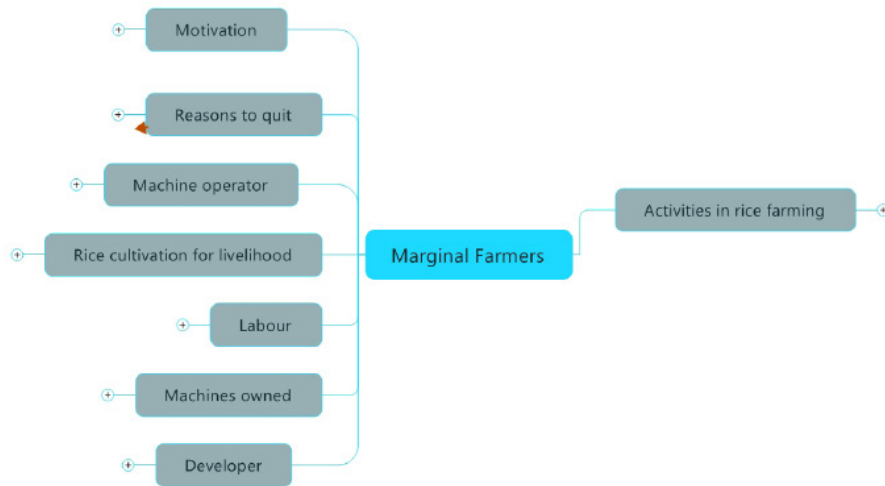 Motivation
Reasons to quit
Machine operator
Rice cultivation for livelihood
Labour
Machines owned
Developer
Marginal Farmers
Activities in rice farming